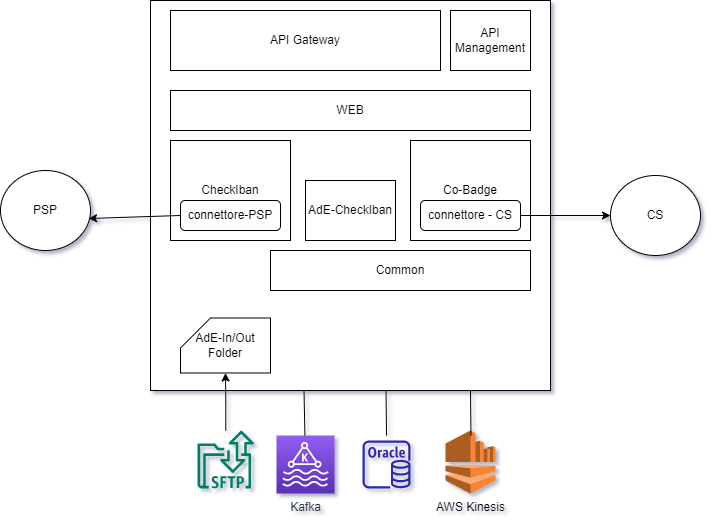 API Gateway
API
Management
WEB
CheckIban
connettore-PSP
AdE-CheckIban
Co-Badge
connettore - CS
PSP
CS
Common
AdE-In/Out
Folder
SFTP
K
Kafka
Oracle
AWS Kinesis